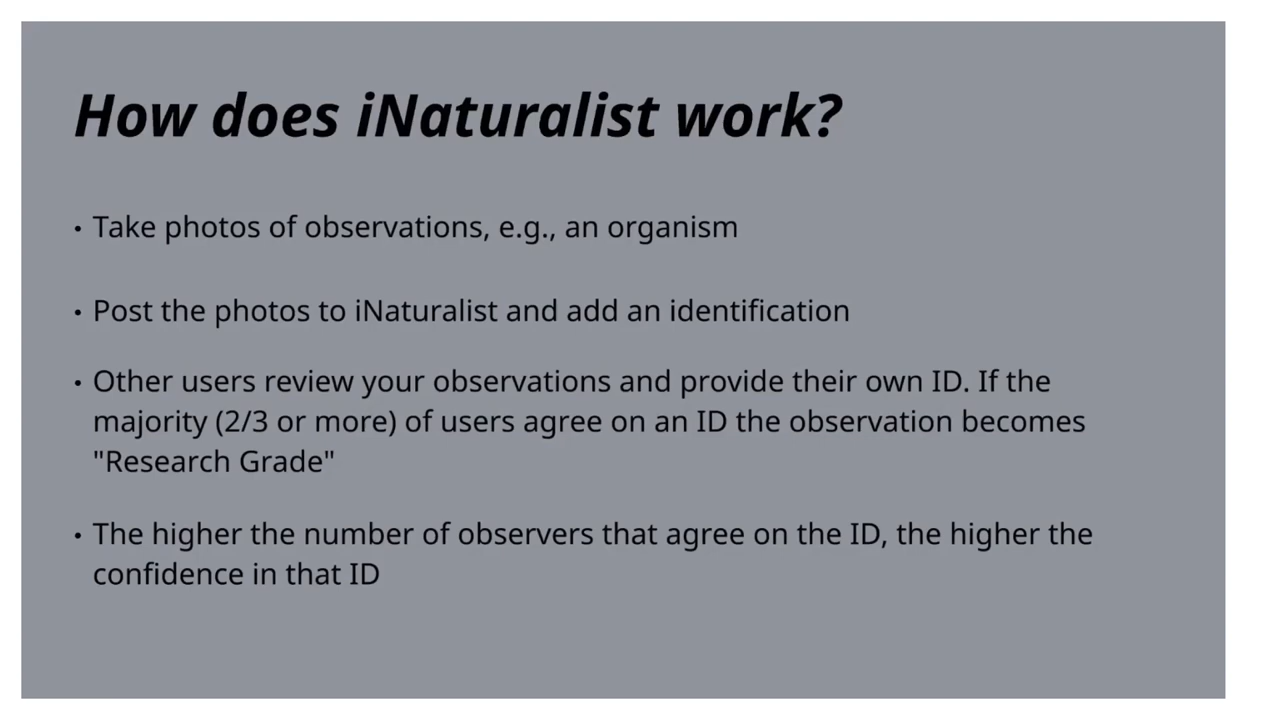 How does iNaturalist work?
• Take photos of observations, e.g., an organism
• Post the photos to iNaturalist and add an identification
• Other users review your observations and provide their own ID. If the
majority (2/3 or more) of users agree on an ID the observation becomes
"Research Grade"
• The higher the number of observers that agree on the ID, the higher the
confidence in that ID